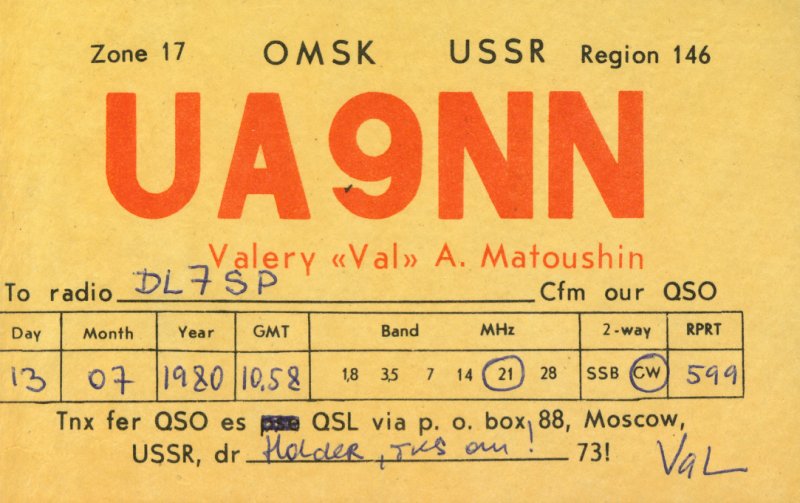 Zone 17 OMSK USSR Region 146
UA9NN
Valery «Val» A. Matoushin
To radio DL7SP Cfm our QSO
Day Month Year GMT Band MHz 2-way RPRT
13 07 1980 10.58 1,8 3,5 7 14 21 28 SSB CW 599
Tnx fer QSO es QSL via p. o. box 88, Moscow,
USSR, dr Holder, TKS om! 73! Val